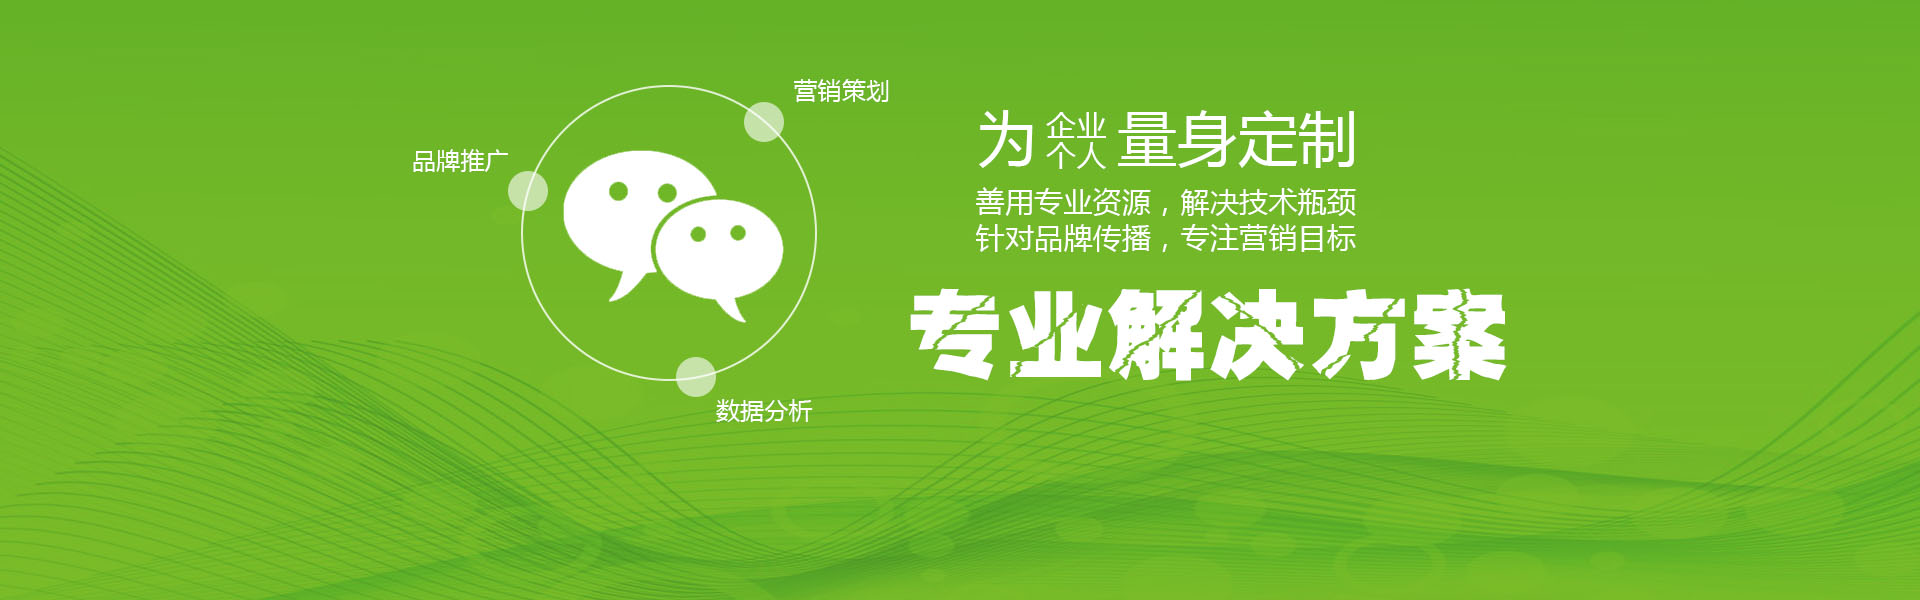 营销策划
品牌推广
数据分析
为企业个人量身定制
善用专业资源，解决技术瓶颈
针对品牌传播，专注营销目标
专业解决方案